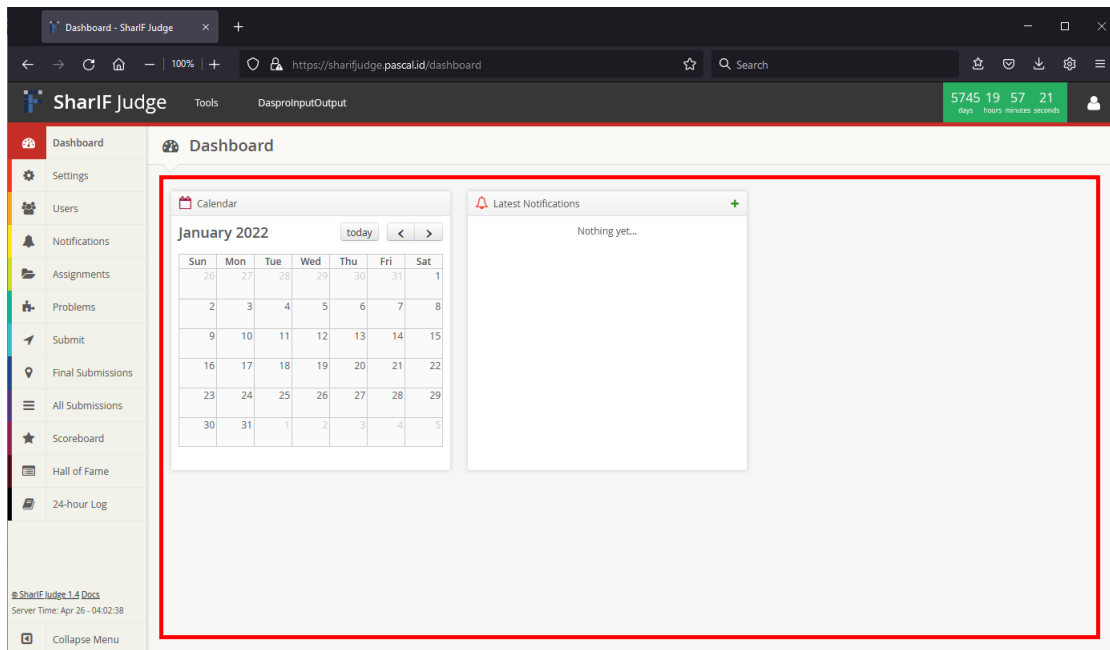 Dashboard - SharIF Judge
100%
https://sharifjudge.pascal.id/dashboard
Search
SharIF Judge
Tools
DasproInputOutput
5745 19 57 21
days hours minutes seconds
Dashboard
Settings
Users
Notifications
Assignments
Problems
Submit
Final Submissions
All Submissions
Scoreboard
Hall of Fame
24-hour Log
© SharIF Judge 1.4 Docs
Server Time: Apr 26 - 04:02:38
Collapse Menu
Dashboard
Calendar
January 2022 today
Sun Mon Tue Wed Thu Fri Sat
26 27 28 29 30 31 1
2 3 4 5 6 7 8
9 10 11 12 13 14 15
16 17 18 19 20 21 22
23 24 25 26 27 28 29
30 31 1 2 3 4 5
Latest Notifications
Nothing yet...